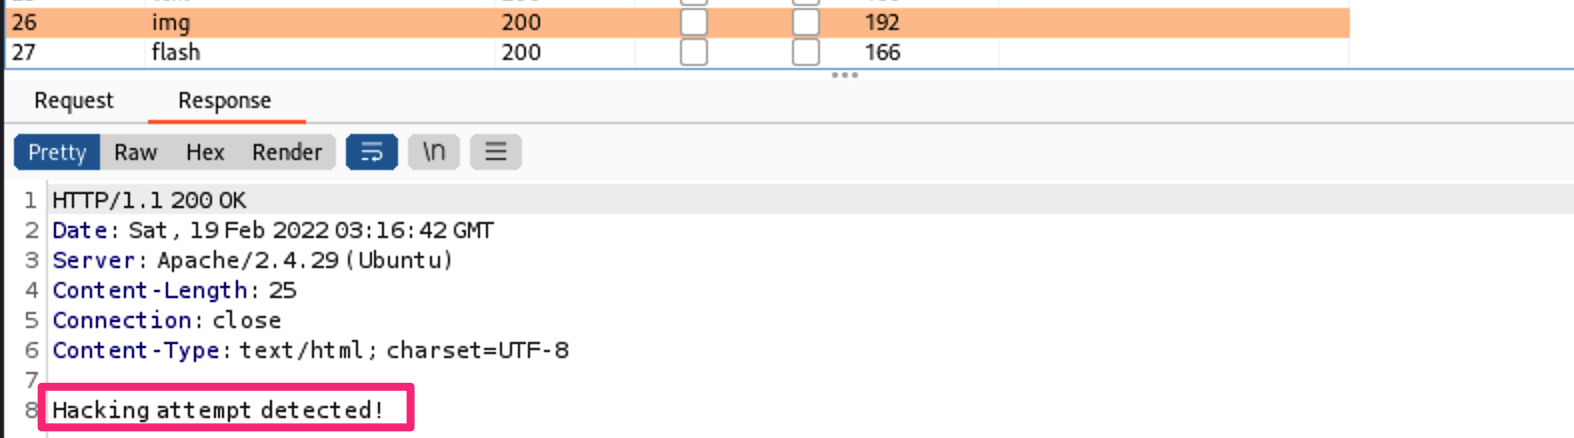 26 img 200 192
27 flash 200 166
Request Response
Pretty Raw Hex Render \n
1 HTTP/1.1 200 OK
2 Date: Sat, 19 Feb 2022 03:16:42 GMT
3 Server: Apache/2.4.29 (Ubuntu)
4 Content-Length: 25
5 Connection: close
6 Content-Type: text/html; charset=UTF-8
7
8 Hacking attempt detected!